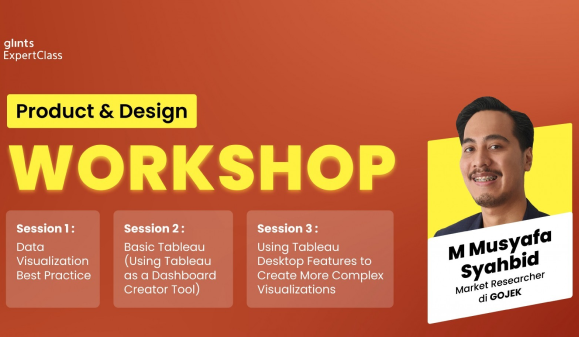 glints
ExpertClass
Product & Design
WORKSHOP
Session 1 :
Data
Visualization
Best Practice
Session 2 :
Basic Tableau
(Using Tableau
as a Dashboard
Creator Tool)
Session 3 :
Using Tableau
Desktop Features to
Create More Complex
Visualizations
M Musyafa
Syahbid
Market Researcher
di GOJEK